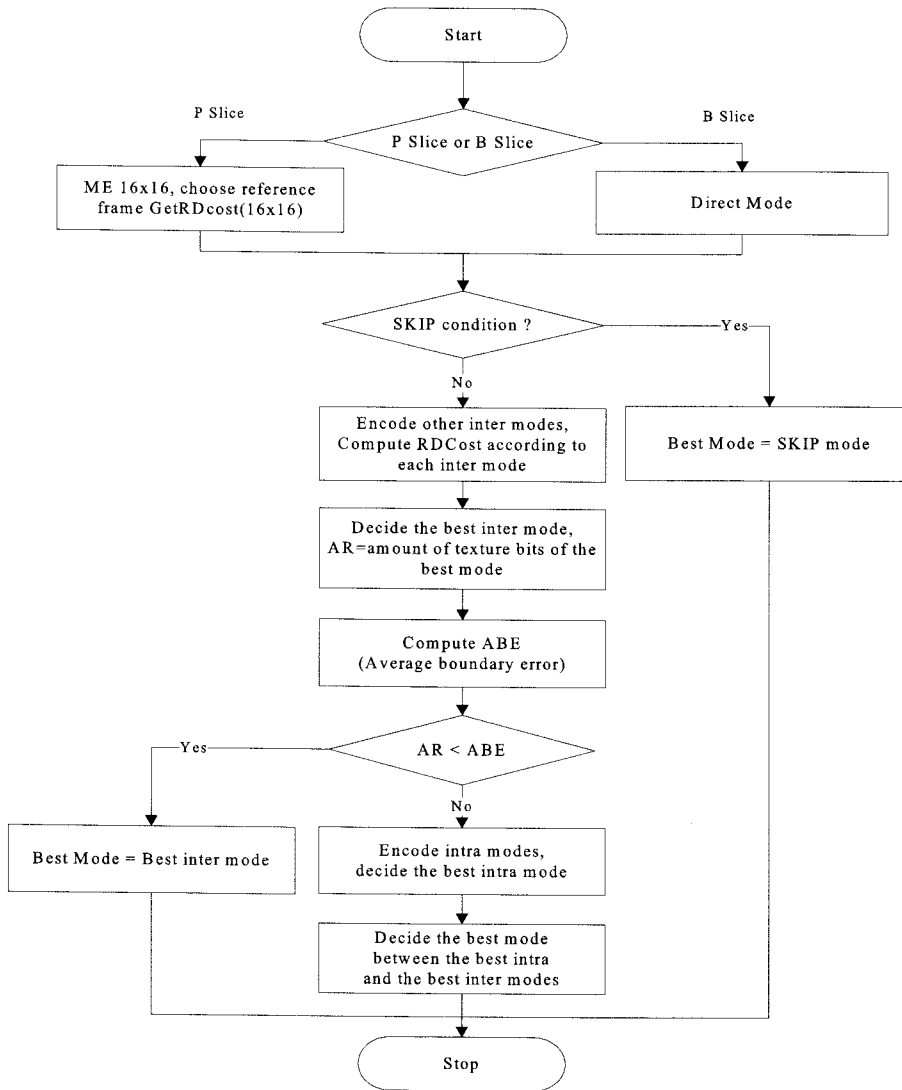 Start
P Slice
B Slice
P Slice or B Slice
ME 16x16, choose reference
frame GetRDcost(16x16)
Direct Mode
SKIP condition ?
Yes
No
Encode other inter modes,
Compute RDCost according to
each inter mode
Best Mode = SKIP mode
Decide the best inter mode,
AR=amount of texture bits of the
best mode
Compute ABE
(Average boundary error)
AR < ABE
Yes
No
Best Mode = Best inter mode
Encode intra modes,
decide the best intra mode
Decide the best mode
between the best intra
and the best inter modes
Stop